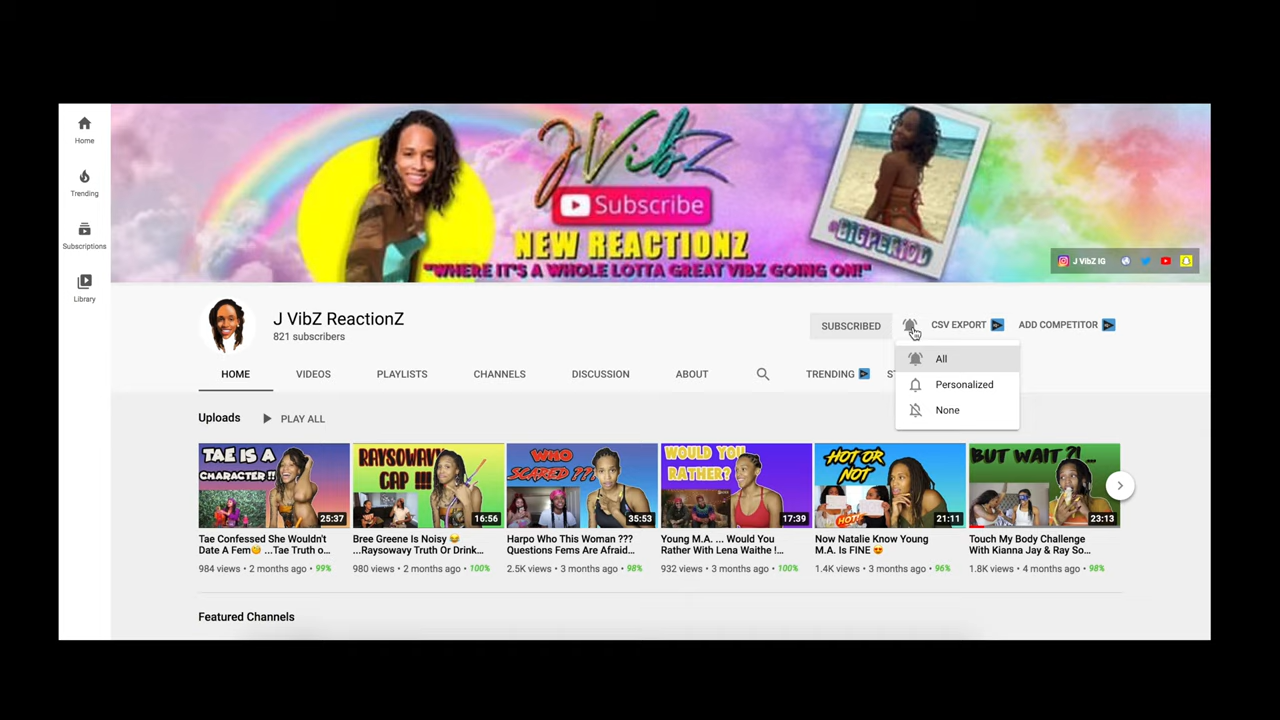 Home
Trending
Subscriptions
Library
JVibZ
Subscribe
NEW REACTIONZ
"WHERE IT'S A WHOLE LOTTA GREAT VIBZ GOING ON!"
@BIGPERIOD
J VibZ IG
J VibZ ReactionZ
821 subscribers
SUBSCRIBED
CSV EXPORT
ADD COMPETITOR
All
Personalized
None
HOME
VIDEOS
PLAYLISTS
CHANNELS
DISCUSSION
ABOUT
TRENDING
Uploads
PLAY ALL
TAE IS A
CHARACTER!!
25:37
Tae Confessed She Wouldn't
Date A Fem😏 ...Tae Truth o...
984 views • 2 months ago • 99%
RAYSOWAVY
CAP !!!
16:56
Bree Greene Is Noisy 😂
...Raysowavy Truth Or Drink...
980 views • 2 months ago • 100%
WHO
SCARED???
35:53
Harpo Who This Woman ???
Questions Fems Are Afraid...
2.5K views • 3 months ago • 98%
WOULD YOU
RATHER?
17:39
Young M.A. ... Would You
Rather With Lena Waithe !...
932 views • 3 months ago • 100%
HOT OR
NOT
HOT!
21:11
Now Natalie Know Young
M.A. Is FINE 😍
1.4K views • 3 months ago • 96%
BUT WAIT ?! ...
23:13
Touch My Body Challenge
With Kianna Jay & Ray So...
1.8K views • 4 months ago • 98%
Featured Channels